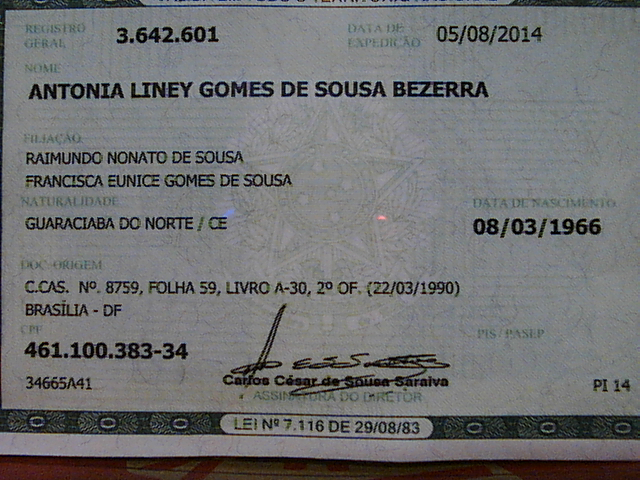 REGISTRO GERAL 3.642.601 DATA DE EXPEDIÇÃO 05/08/2014
NOME
ANTONIA LINEY GOMES DE SOUSA BEZERRA
FILIAÇÃO
RAIMUNDO NONATO DE SOUSA
FRANCISCA EUNICE GOMES DE SOUSA
NATURALIDADE DATA DE NASCIMENTO
GUARACIABA DO NORTE / CE 08/03/1966
DOC ORIGEM
C.CAS. Nº. 8759, FOLHA 59, LIVRO A-30, 2º OF. (22/03/1990)
BRASÍLIA - DF
CPF PIS / PASEP
461.100.383-34
Carlos César de Sousa Saraiva
34665A41 PI 14
ASSINATURA DO DIRETOR
LEI Nº 7.116 DE 29/08/83